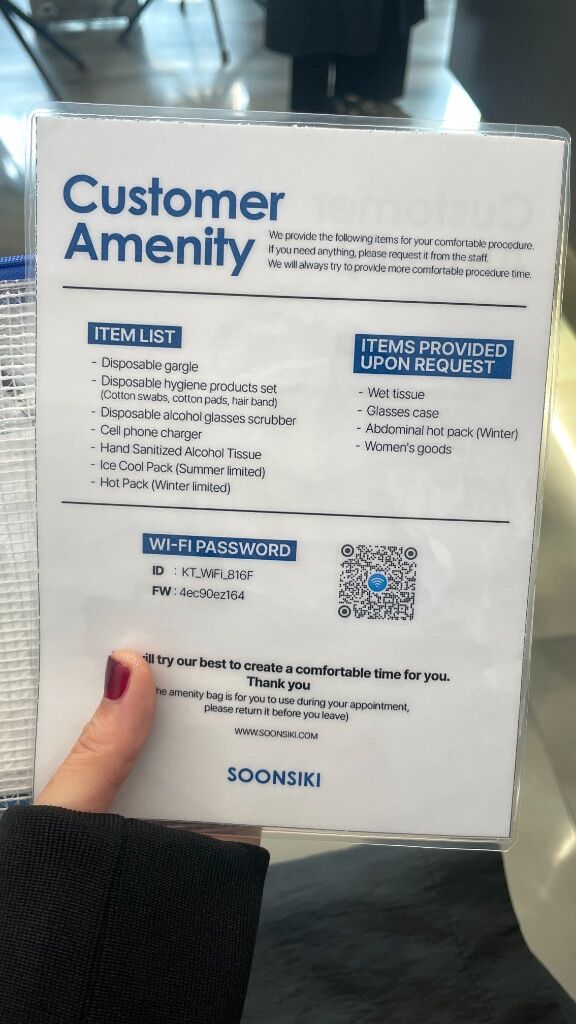 Customer
Amenity
We provide the following items for your comfortable procedure.
If you need anything, please request it from the staff.
We will always try to provide more comfortable procedure time.
ITEM LIST
- Disposable gargle
- Disposable hygiene products set
(Cotton swabs, cotton pads, hair band)
- Disposable alcohol glasses scrubber
- Cell phone charger
- Hand Sanitized Alcohol Tissue
- Ice Cool Pack (Summer limited)
- Hot Pack (Winter limited)
ITEMS PROVIDED
UPON REQUEST
- Wet tissue
- Glasses case
- Abdominal hot pack (Winter)
- Women's goods
WI-FI PASSWORD
ID : KT_WiFi_816F
FW : 4ec90ez164
try our best to create a comfortable time for you.
Thank you
amenity bag is for you to use during your appointment,
please return it before you leave)
WWW.SOONSIKI.COM
SOONSIKI